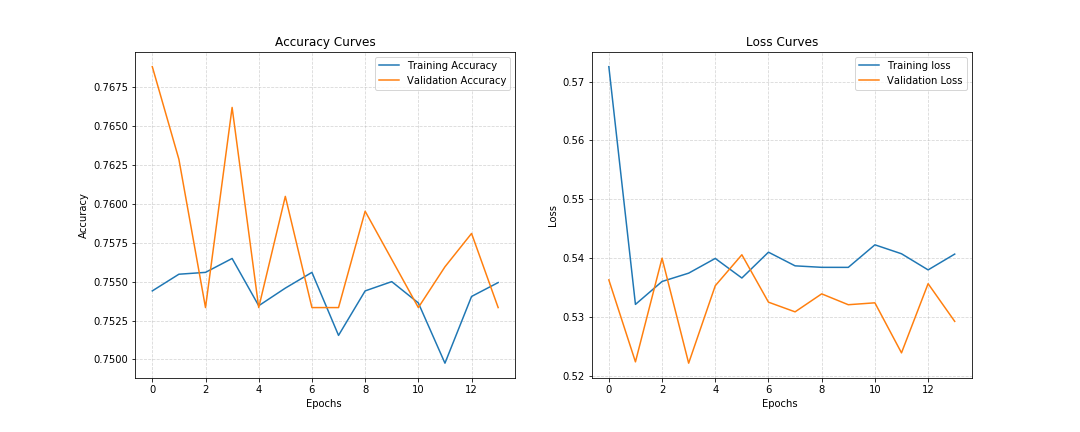 Accuracy Curves
Training Accuracy
Validation Accuracy
0.7675
0.7650
0.7625
0.7600
0.7575
0.7550
0.7525
0.7500
Accuracy
0 2 4 6 8 10 12
Epochs
Loss Curves
Training loss
Validation Loss
0.57
0.56
0.55
0.54
0.53
0.52
Loss
0 2 4 6 8 10 12
Epochs